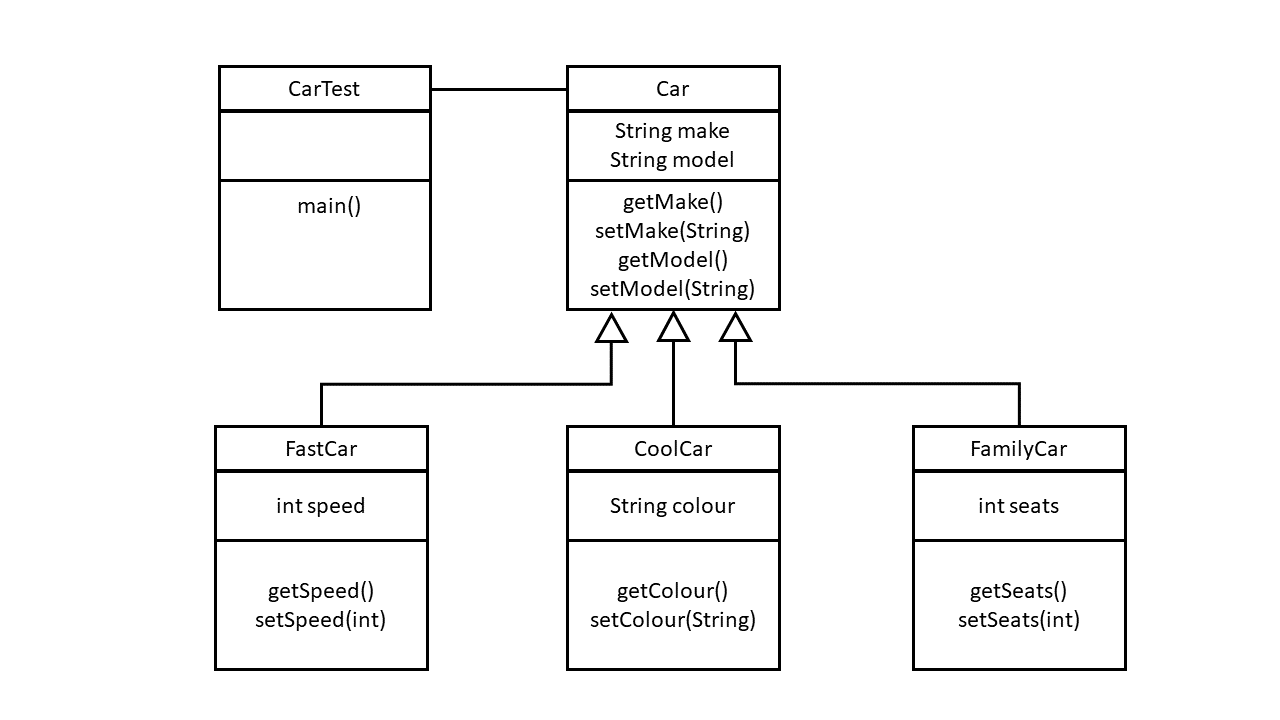 CarTest
main()
Car
String make
String model
getMake()
setMake(String)
getModel()
setModel(String)
FastCar
int speed
getSpeed()
setSpeed(int)
CoolCar
String colour
getColour()
setColour(String)
FamilyCar
int seats
getSeats()
setSeats(int)